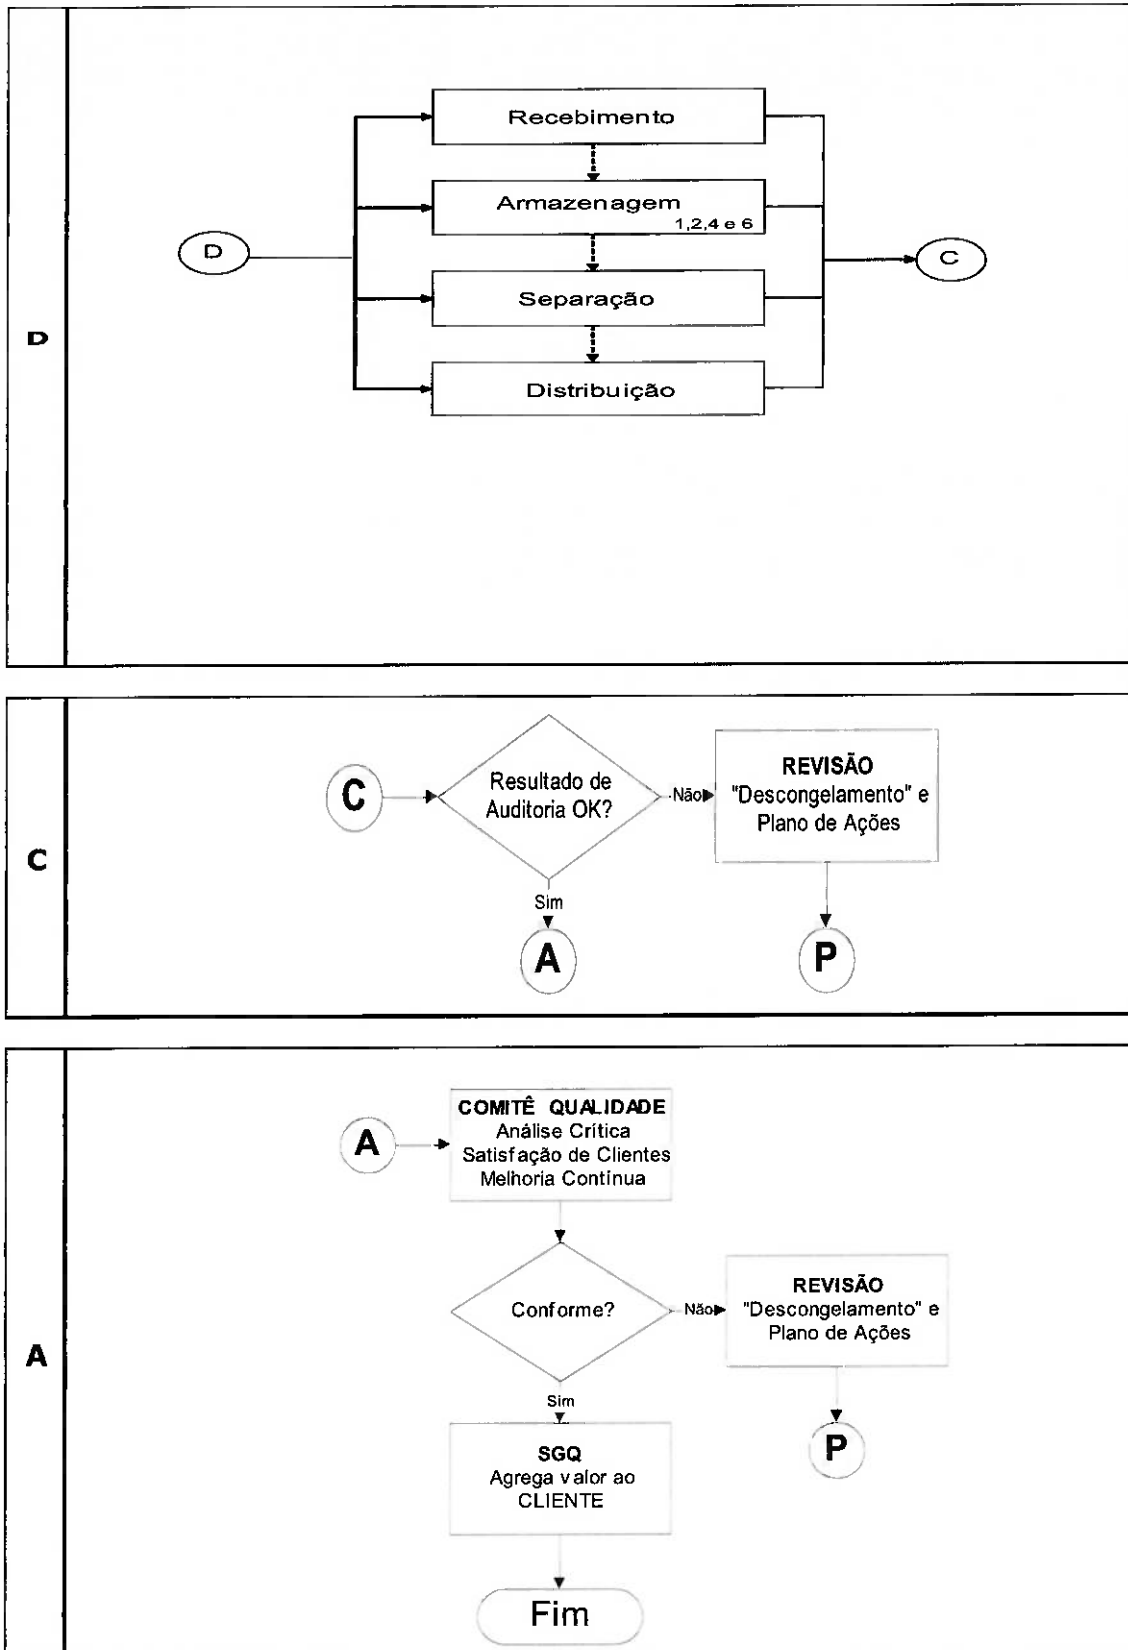 D
D
Recebimento
Armazenagem
1,2,4 e 6
Separação
Distribuição
C
C
C
Resultado de
Auditoria OK?
Não
REVISÃO
"Descongelamento" e
Plano de Ações
Sim
A
P
A
A
COMITÊ QUALIDADE
Análise Crítica
Satisfação de Clientes
Melhoria Contínua
Conforme?
Não
REVISÃO
"Descongelamento" e
Plano de Ações
Sim
SGQ
Agrega valor ao
CLIENTE
P
Fim